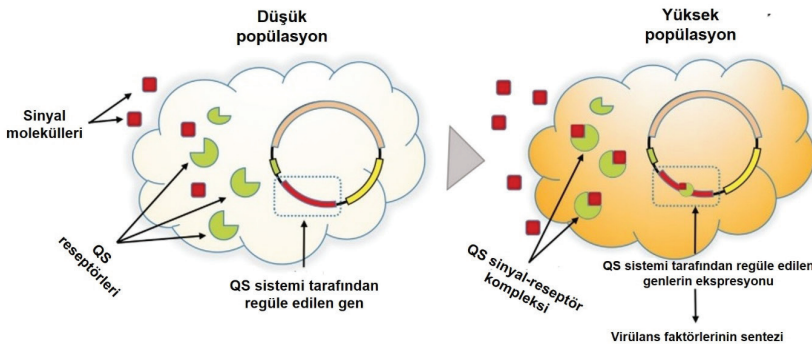 Düşük
popülasyon
Sinyal
molekülleri
QS
reseptörleri
QS sistemi tarafından
regüle edilen gen
Yüksek
popülasyon
QS sinyal-reseptör
kompleksi
QS sistemi tarafından regüle edilen
genlerin ekspresyonu
Virülans faktörlerinin sentezi